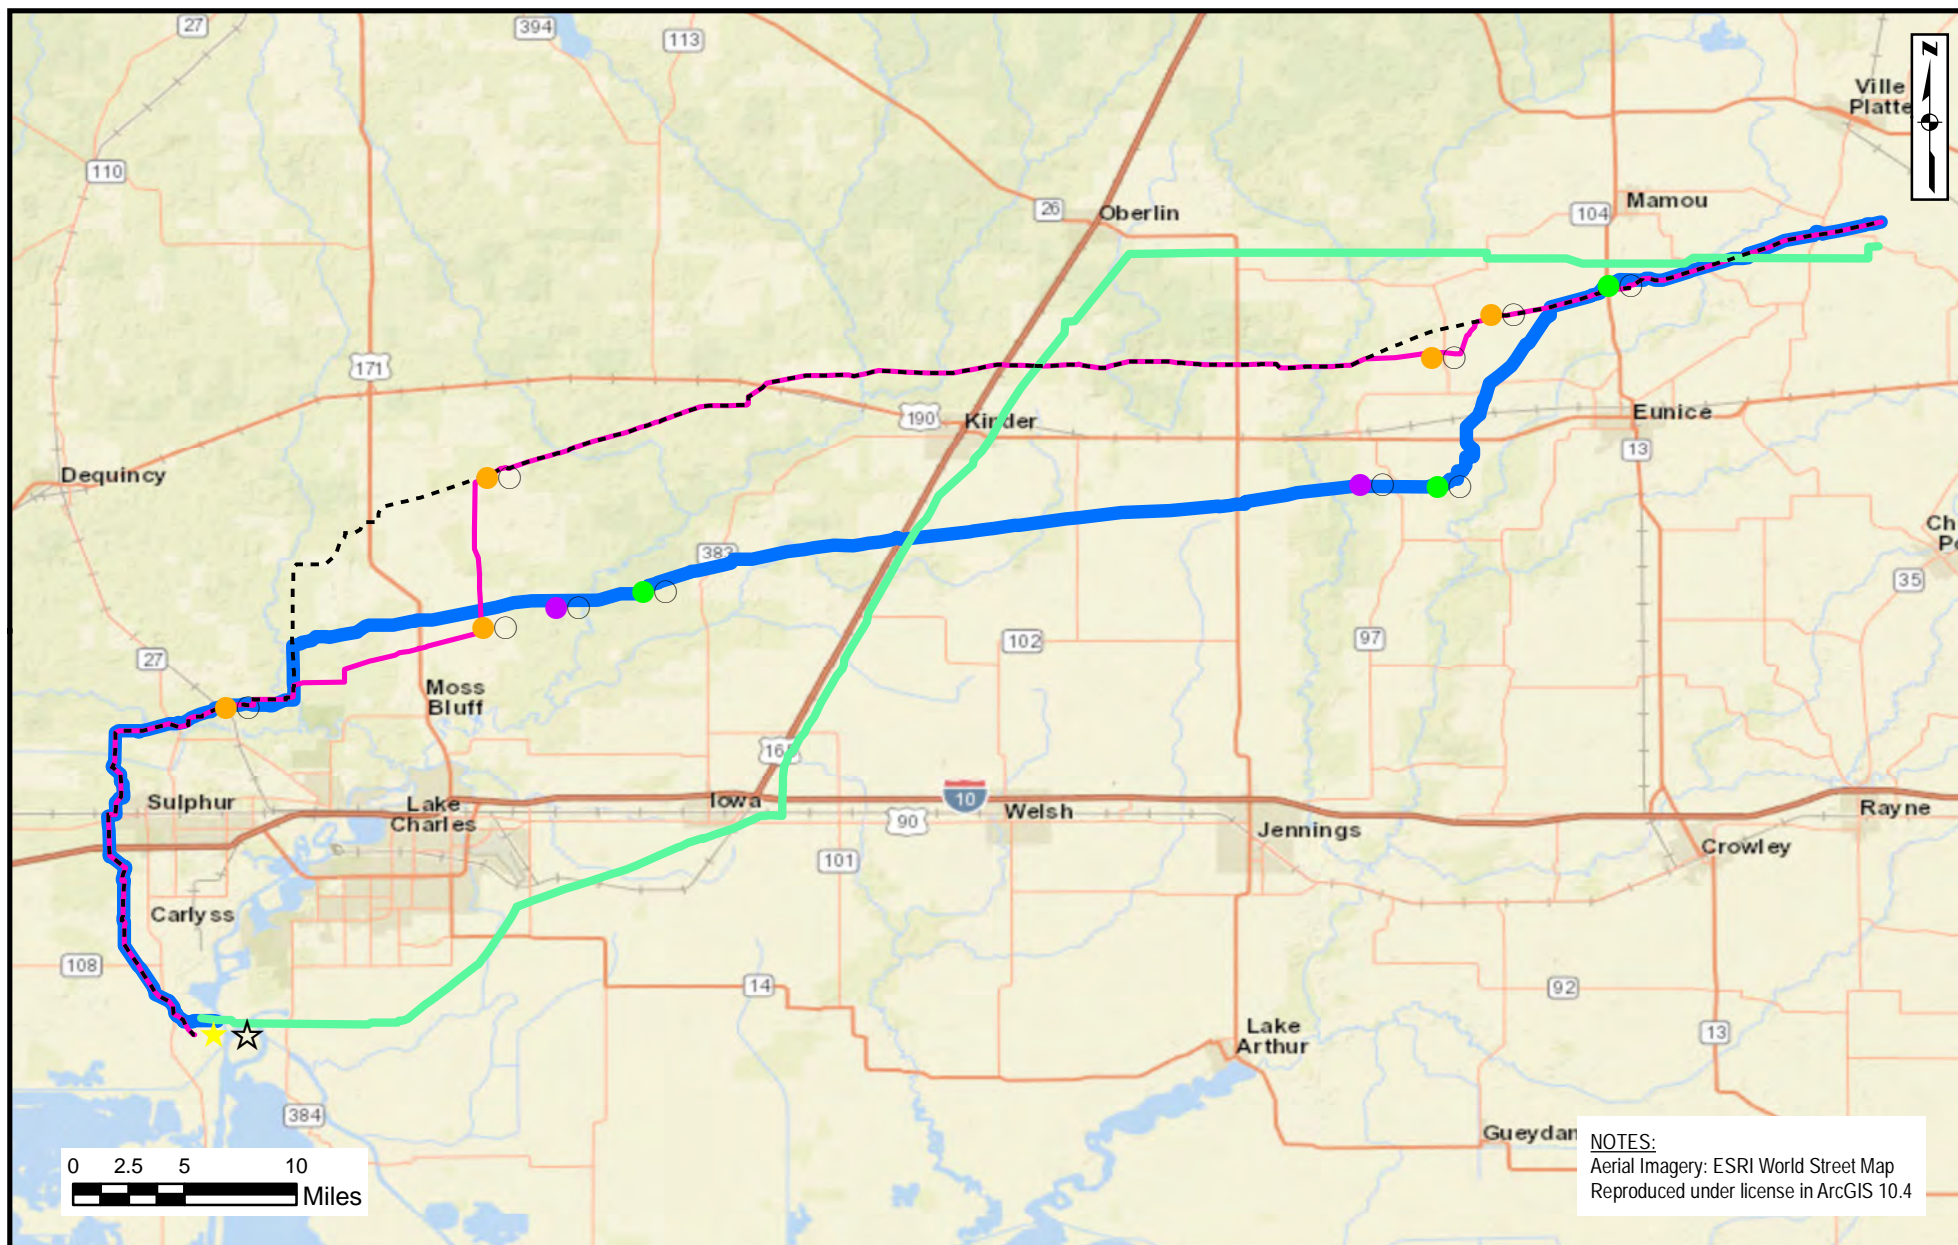 27
394
113
N
Ville
Platte
110
26
Oberlin
104
Mamou
171
190
Kinder
Eunice
13
Dequincy
383
35
102
97
27
Moss
Bluff
Sulphur
Lake
Charles
Iowa
10
90
Welsh
Jennings
Rayne
Crowley
101
Carlyss
108
14
92
13
Lake
Arthur
384
Gueydan
0 2.5 5 10
Miles
NOTES:
Aerial Imagery: ESRI World Street Map
Reproduced under license in ArcGIS 10.4